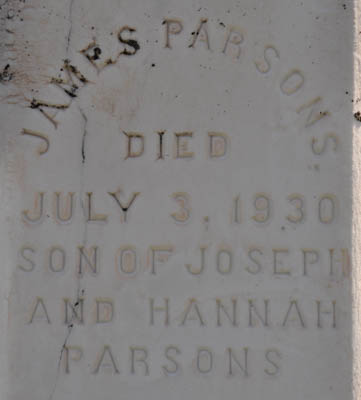 JAMES PARSONS
DIED
JULY 3, 1930
SON OF JOSEPH
AND HANNAH
PARSONS